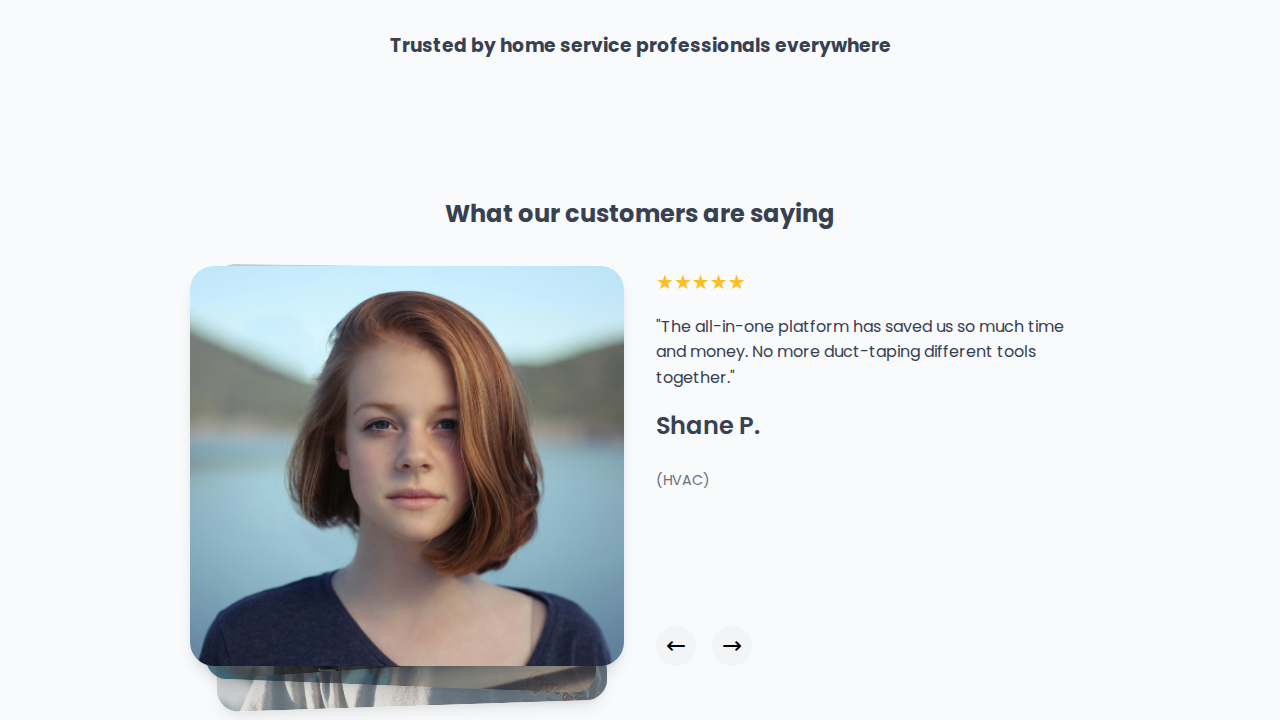 Trusted by home service professionals everywhere
What our customers are saying
★★★★★
"The all-in-one platform has saved us so much time
and money. No more duct-taping different tools
together."
Shane P.
(HVAC)
← →